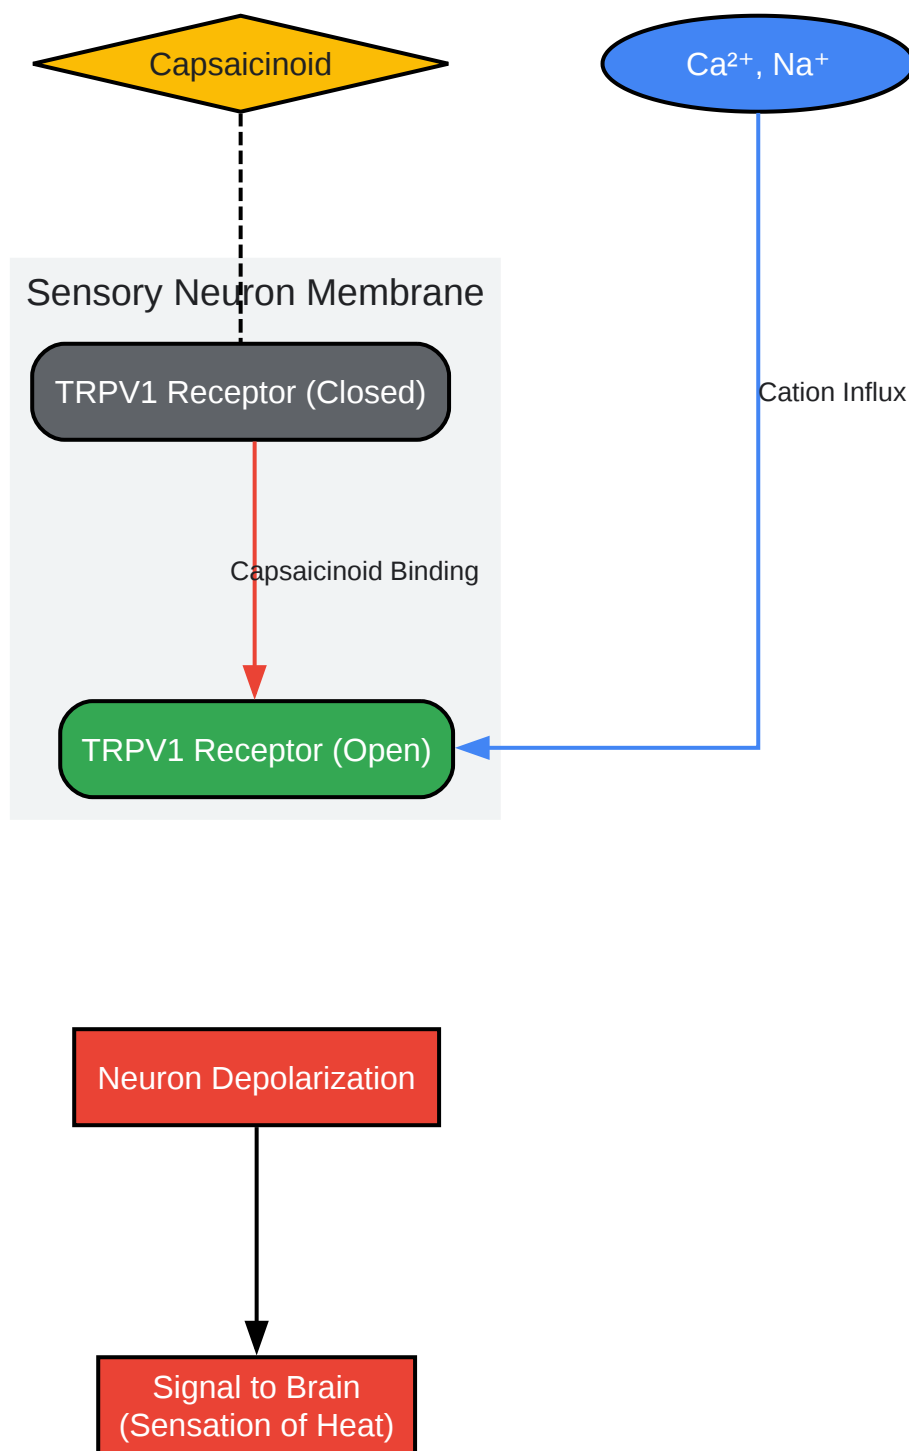 Capsaicinoid
Ca²⁺, Na⁺
Sensory Neuron Membrane
TRPV1 Receptor (Closed)
Cation Influx
Capsaicinoid Binding
TRPV1 Receptor (Open)
Neuron Depolarization
Signal to Brain
(Sensation of Heat)